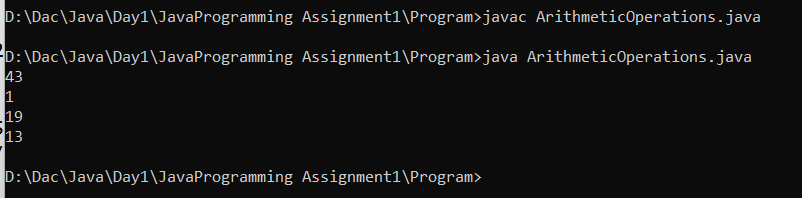 D:\Dac\Java\Day1\JavaProgramming Assignment1\Program>javac ArithmeticOperations.java
D:\Dac\Java\Day1\JavaProgramming Assignment1\Program>java ArithmeticOperations.java
43
1
19
13
D:\Dac\Java\Day1\JavaProgramming Assignment1\Program>